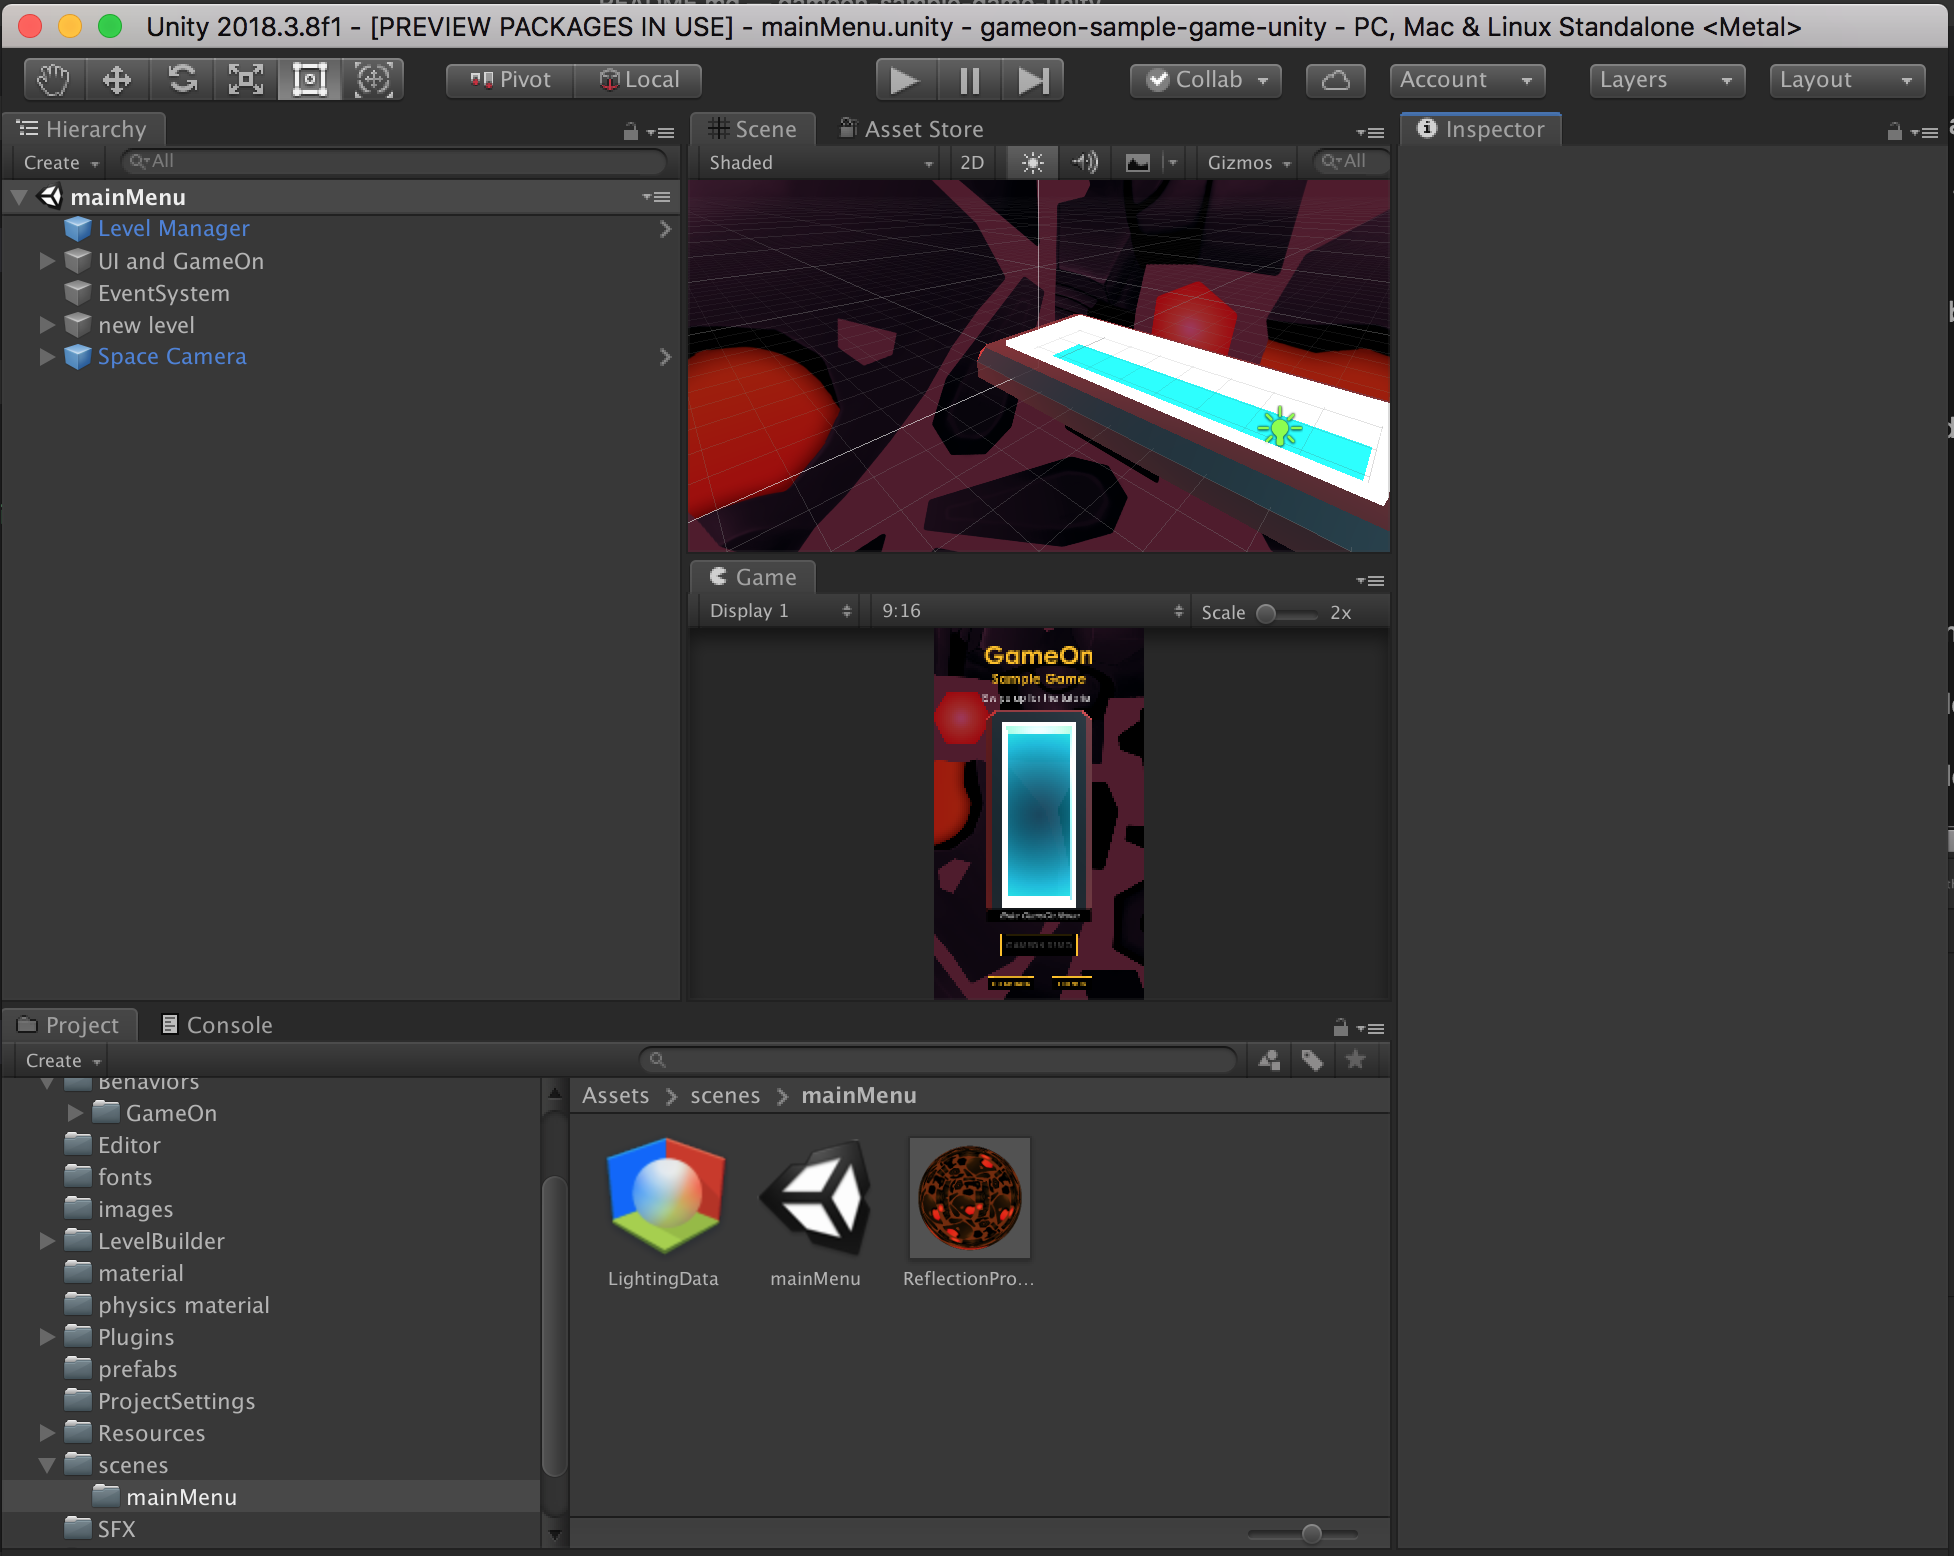 Unity 2018.3.8f1 - [PREVIEW PACKAGES IN USE] - mainMenu.unity - gameon-sample-game-unity - PC, Mac & Linux Standalone <Metal>
Pivot Local Collab Account Layers Layout
Hierarchy
Create All
mainMenu
Level Manager
UI and GameOn
EventSystem
new level
Space Camera
Scene Asset Store
Shaded 2D Gizmos All
Game
Display 1 9:16 Scale 2x
GameOn
Sample Game
Inspector
Project Console
Create
Behaviors
GameOn
Editor
fonts
images
LevelBuilder
material
physics material
Plugins
prefabs
ProjectSettings
Resources
scenes
mainMenu
SFX
Assets scenes mainMenu
LightingData mainMenu ReflectionPro...